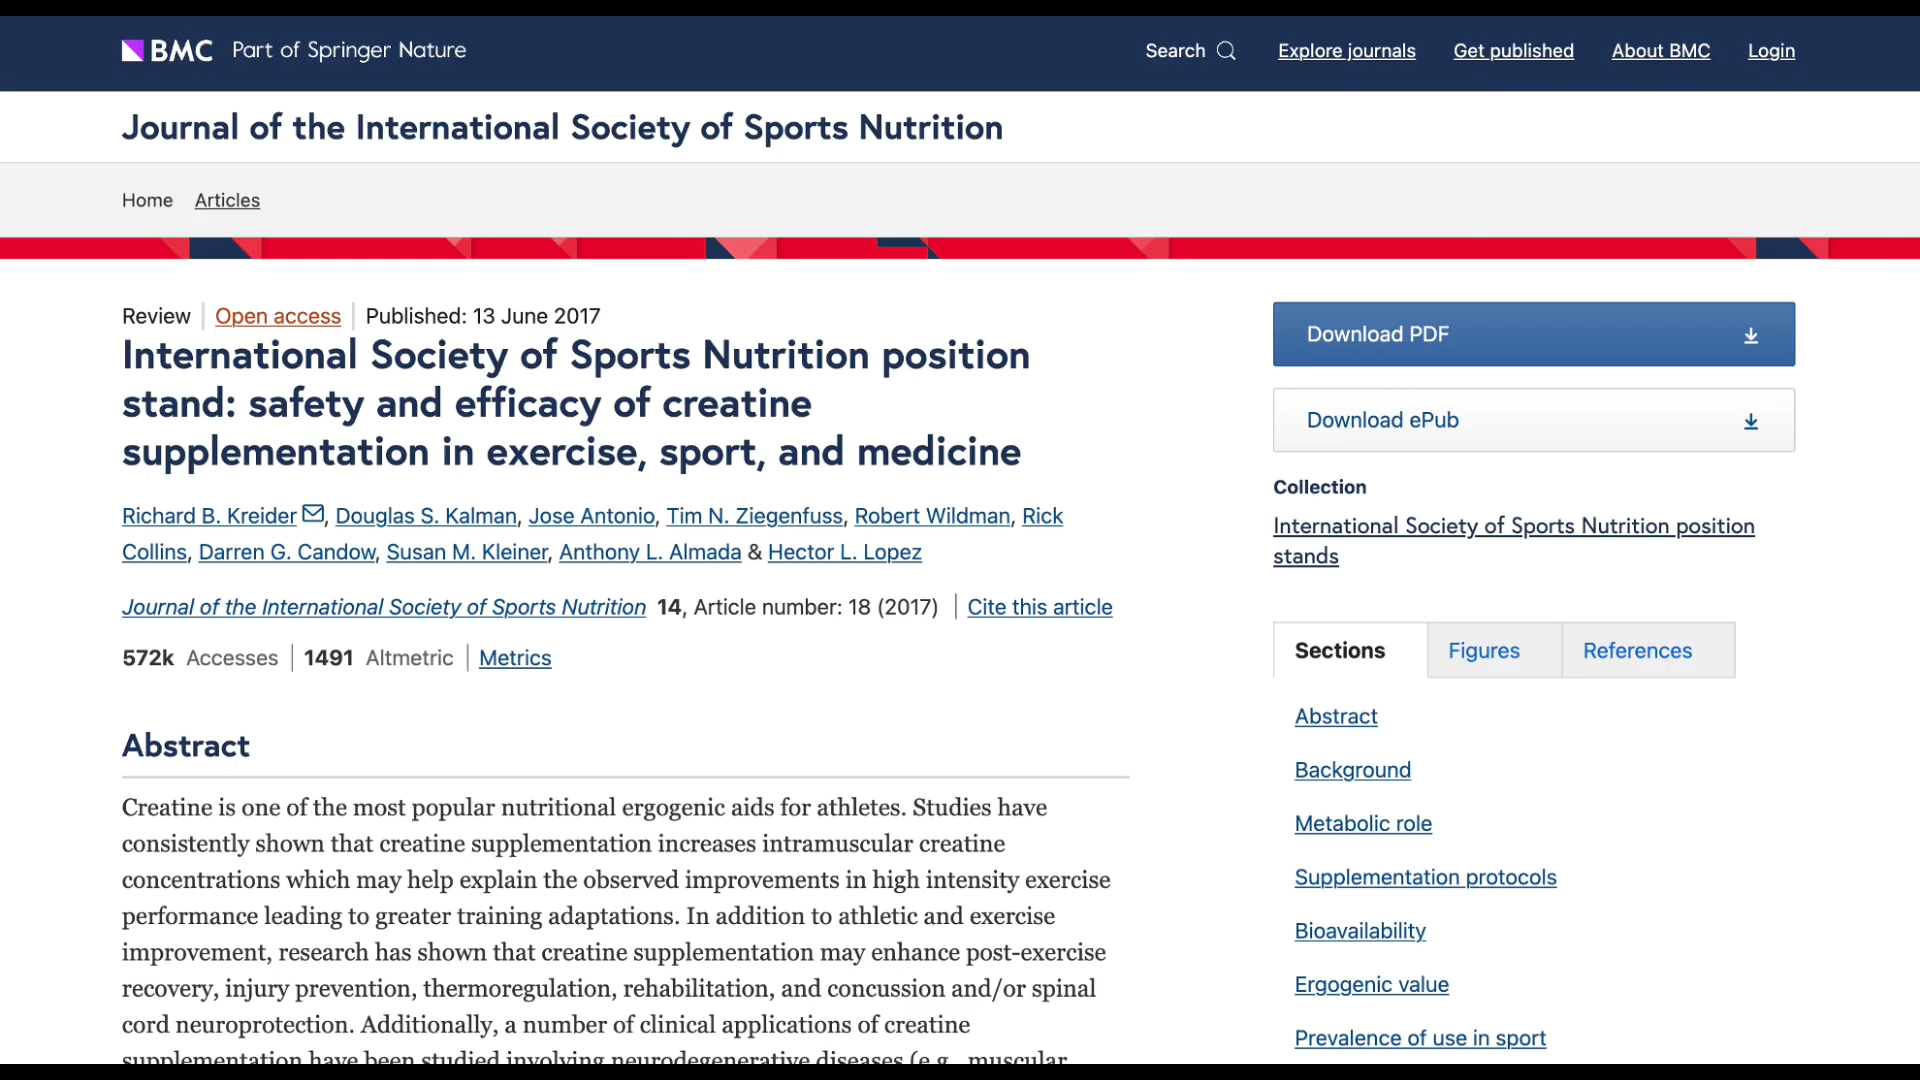 BMC Part of Springer Nature
Search Explore journals Get published About BMC Login
Journal of the International Society of Sports Nutrition
Home Articles
Review Open access Published: 13 June 2017
International Society of Sports Nutrition position
stand: safety and efficacy of creatine
supplementation in exercise, sport, and medicine
Richard B. Kreider, Douglas S. Kalman, Jose Antonio, Tim N. Ziegenfuss, Robert Wildman, Rick
Collins, Darren G. Candow, Susan M. Kleiner, Anthony L. Almada & Hector L. Lopez
Journal of the International Society of Sports Nutrition 14, Article number: 18 (2017) Cite this article
572k Accesses 1491 Altmetric Metrics
Abstract
Creatine is one of the most popular nutritional ergogenic aids for athletes. Studies have
consistently shown that creatine supplementation increases intramuscular creatine
concentrations which may help explain the observed improvements in high intensity exercise
performance leading to greater training adaptations. In addition to athletic and exercise
improvement, research has shown that creatine supplementation may enhance post-exercise
recovery, injury prevention, thermoregulation, rehabilitation, and concussion and/or spinal
cord neuroprotection. Additionally, a number of clinical applications of creatine
supplementation have been studied involving neurodegenerative diseases (e.g., muscular
Download PDF
Download ePub
Collection
International Society of Sports Nutrition position
stands
Sections Figures References
Abstract
Background
Metabolic role
Supplementation protocols
Bioavailability
Ergogenic value
Prevalence of use in sport